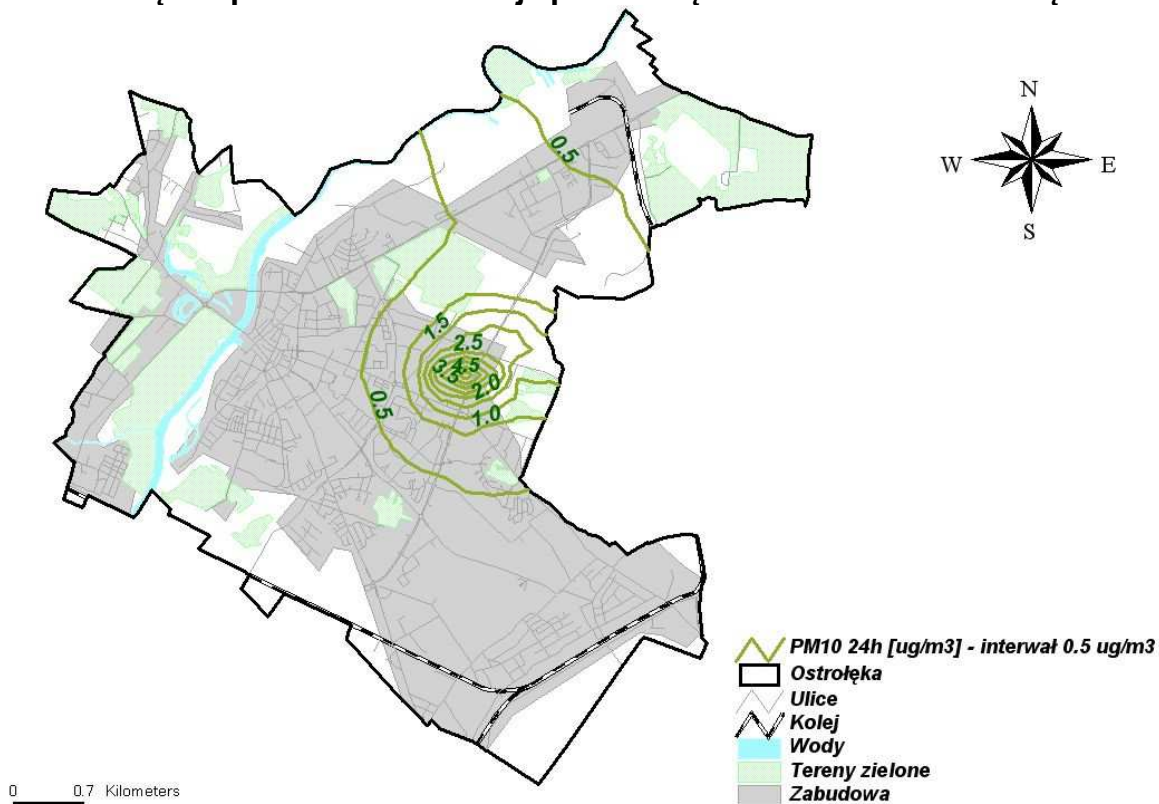 N
W E
S
0.5
1.5
2.5
4.5
3.5
2.0
0.5
1.0
PM10 24h [ug/m3] - interwał 0.5 ug/m3
Ostrołęka
Ulice
Kolej
Wody
Tereny zielone
Zabudowa
0 0.7 Kilometers